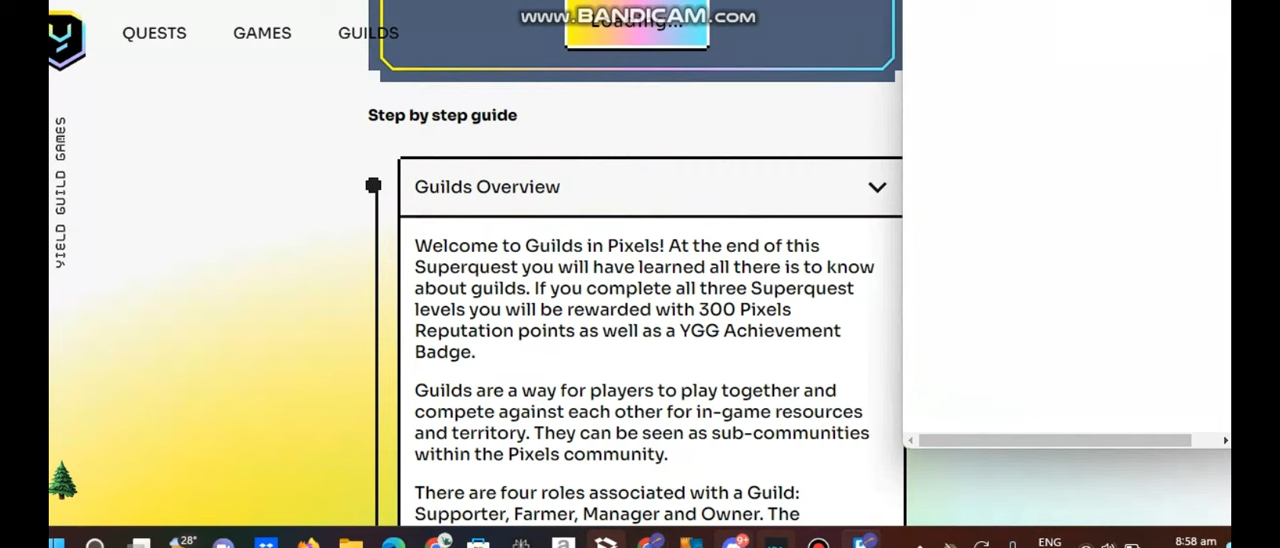 www.BANDICAM.com
Loading...
QUESTS GAMES GUILDS
YIELD GUILD GAMES
Step by step guide
Guilds Overview
Welcome to Guilds in Pixels! At the end of this
Superquest you will have learned all there is to know
about guilds. If you complete all three Superquest
levels you will be rewarded with 300 Pixels
Reputation points as well as a YGG Achievement
Badge.
Guilds are a way for players to play together and
compete against each other for in-game resources
and territory. They can be seen as sub-communities
within the Pixels community.
There are four roles associated with a Guild:
Supporter, Farmer, Manager and Owner. The
28°
9+
ENG
8:58 am